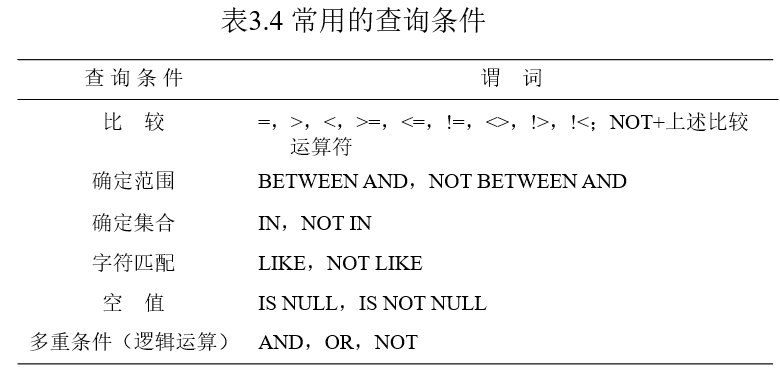 表3.4 常用的查询条件
查 询 条 件 谓 词
比 较 =，>，<，>=，<=，!=，<>，!>，!<；NOT+上述比较
运算符
确定范围 BETWEEN AND，NOT BETWEEN AND
确定集合 IN，NOT IN
字符匹配 LIKE，NOT LIKE
空 值 IS NULL，IS NOT NULL
多重条件（逻辑运算） AND，OR，NOT